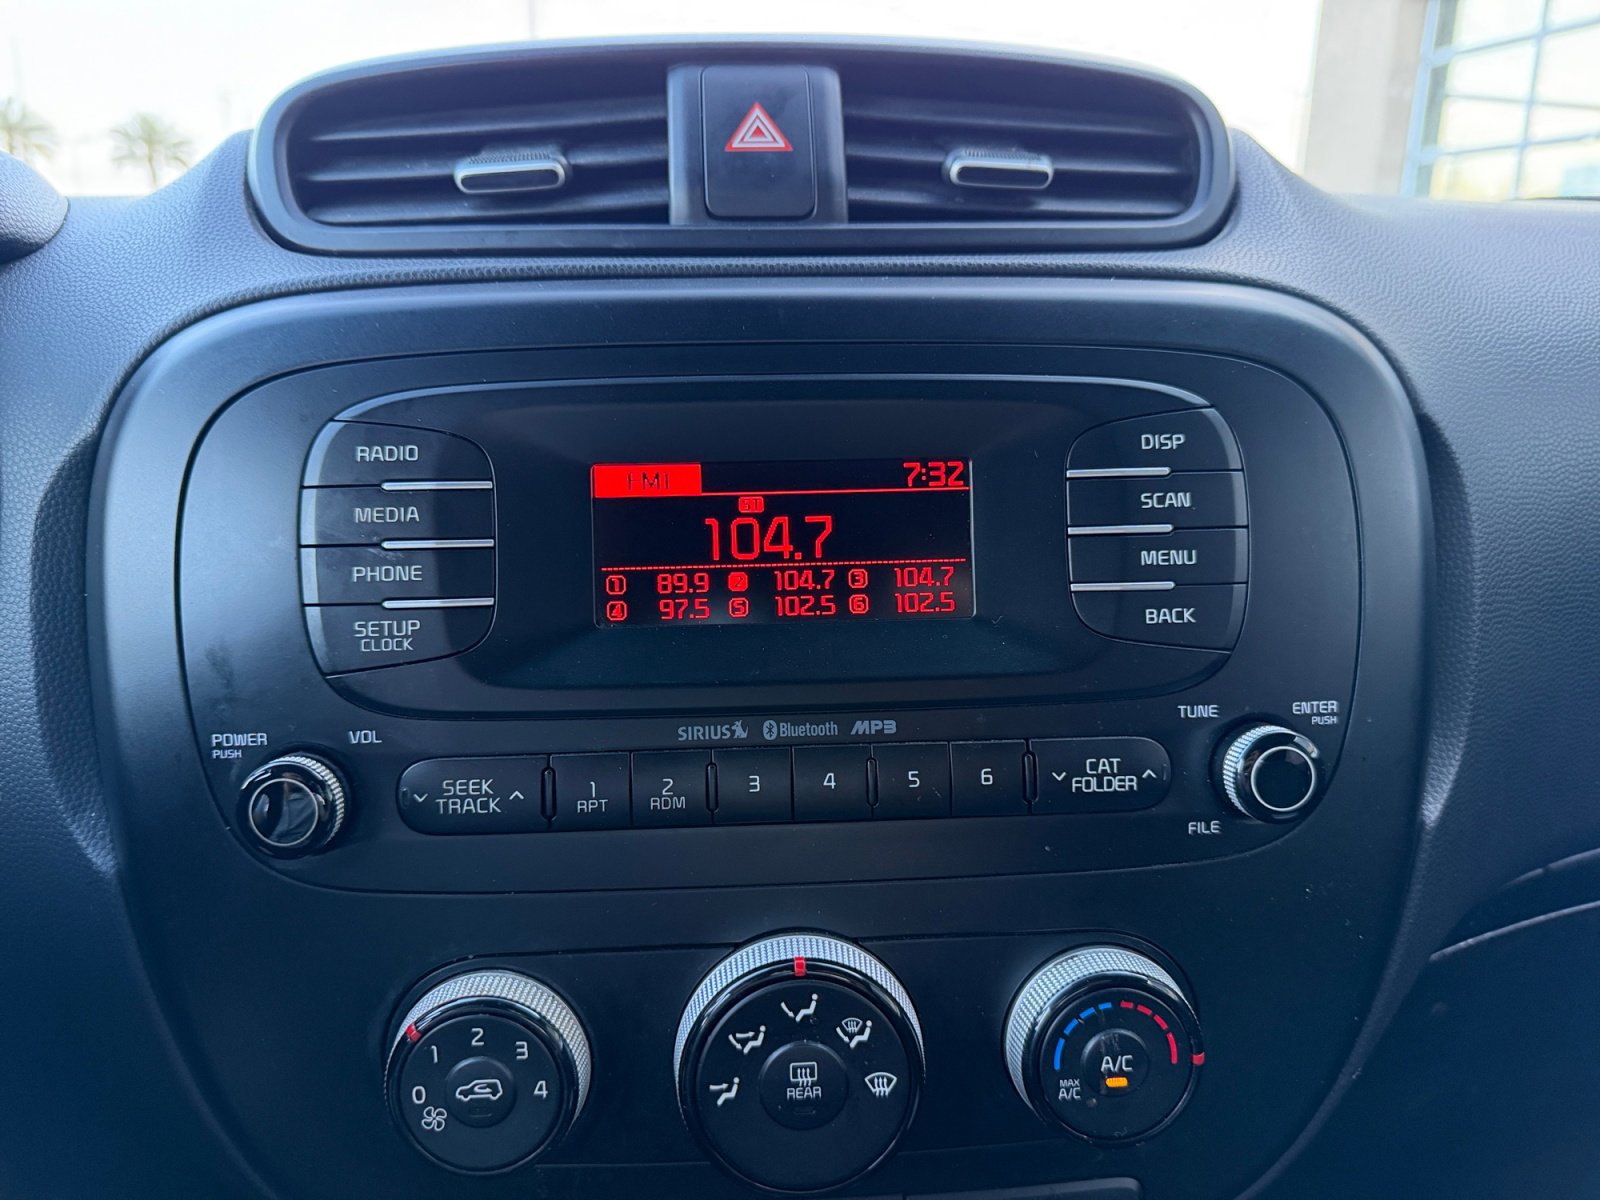 RADIO
MEDIA
PHONE
SETUP
CLOCK
FM1 7:32
ST
104.7
1 89.9 2 104.7 3 104.7
4 97.5 5 102.5 6 102.5
DISP
SCAN
MENU
BACK
POWER
PUSH
VOL
SIRIUS Bluetooth MP3
TUNE
ENTER
PUSH
SEEK
TRACK
1
RPT
2
RDM
3
4
5
6
CAT
FOLDER
FILE
0 1 2 3 4
REAR
A/C
MAX
A/C